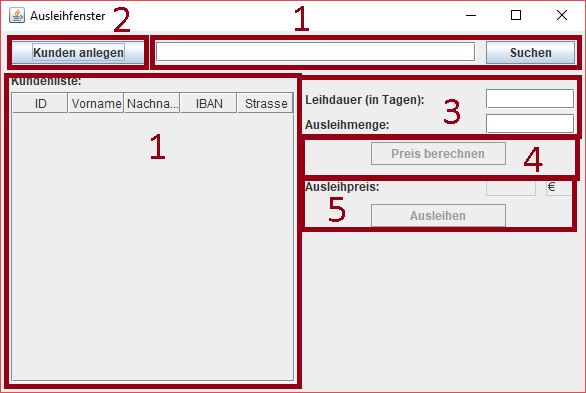 Ausleihfenster
1
2
Kunden anlegen
Suchen
Kundenliste:
ID Vorname Nachna... IBAN Strasse
1
Leihdauer (in Tagen):
3
Ausleihmenge:
Preis berechnen
4
Ausleihpreis:
€
5
Ausleihen